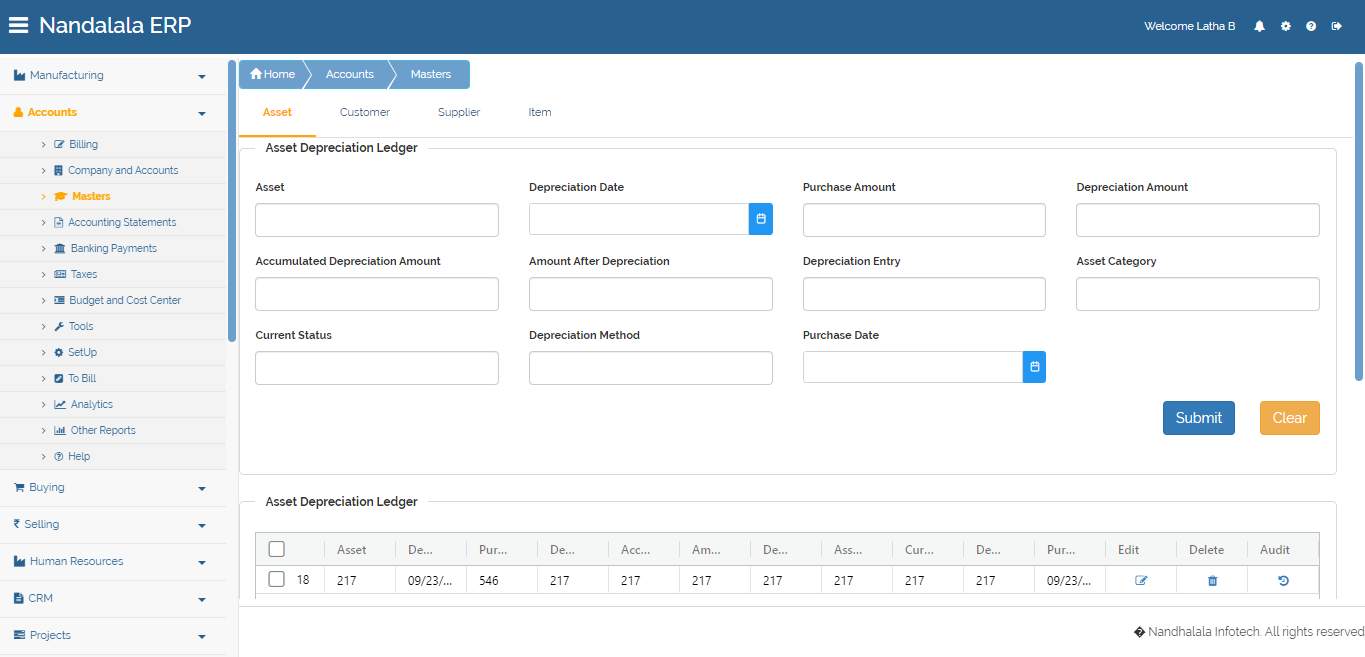 Nandalala ERP
Welcome Latha B
Manufacturing
Accounts
Billing
Company and Accounts
Masters
Accounting Statements
Banking Payments
Taxes
Budget and Cost Center
Tools
SetUp
To Bill
Analytics
Other Reports
Help
Buying
Selling
Human Resources
CRM
Projects
Home Accounts Masters
Asset Customer Supplier Item
Asset Depreciation Ledger
Asset Depreciation Date Purchase Amount Depreciation Amount
Accumulated Depreciation Amount Amount After Depreciation Depreciation Entry Asset Category
Current Status Depreciation Method Purchase Date
Submit Clear
Asset Depreciation Ledger
Asset De... Pur... De... Acc... Am... De... Ass... Cur... De... Pur... Edit Delete Audit
18 217 09/23/... 546 217 217 217 217 217 217 217 09/23/...
� Nandhalala Infotech. All rights reserved